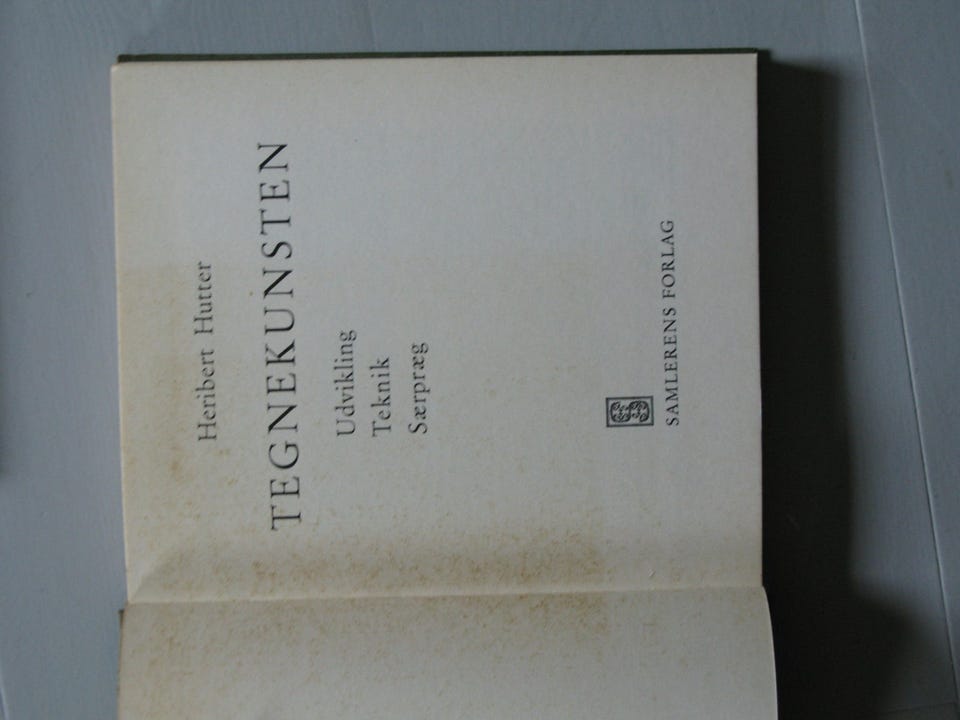 Heribert Hutter
TEGNEKUNSTEN
Udvikling
Teknik
Særpræg
SAMLERENS FORLAG